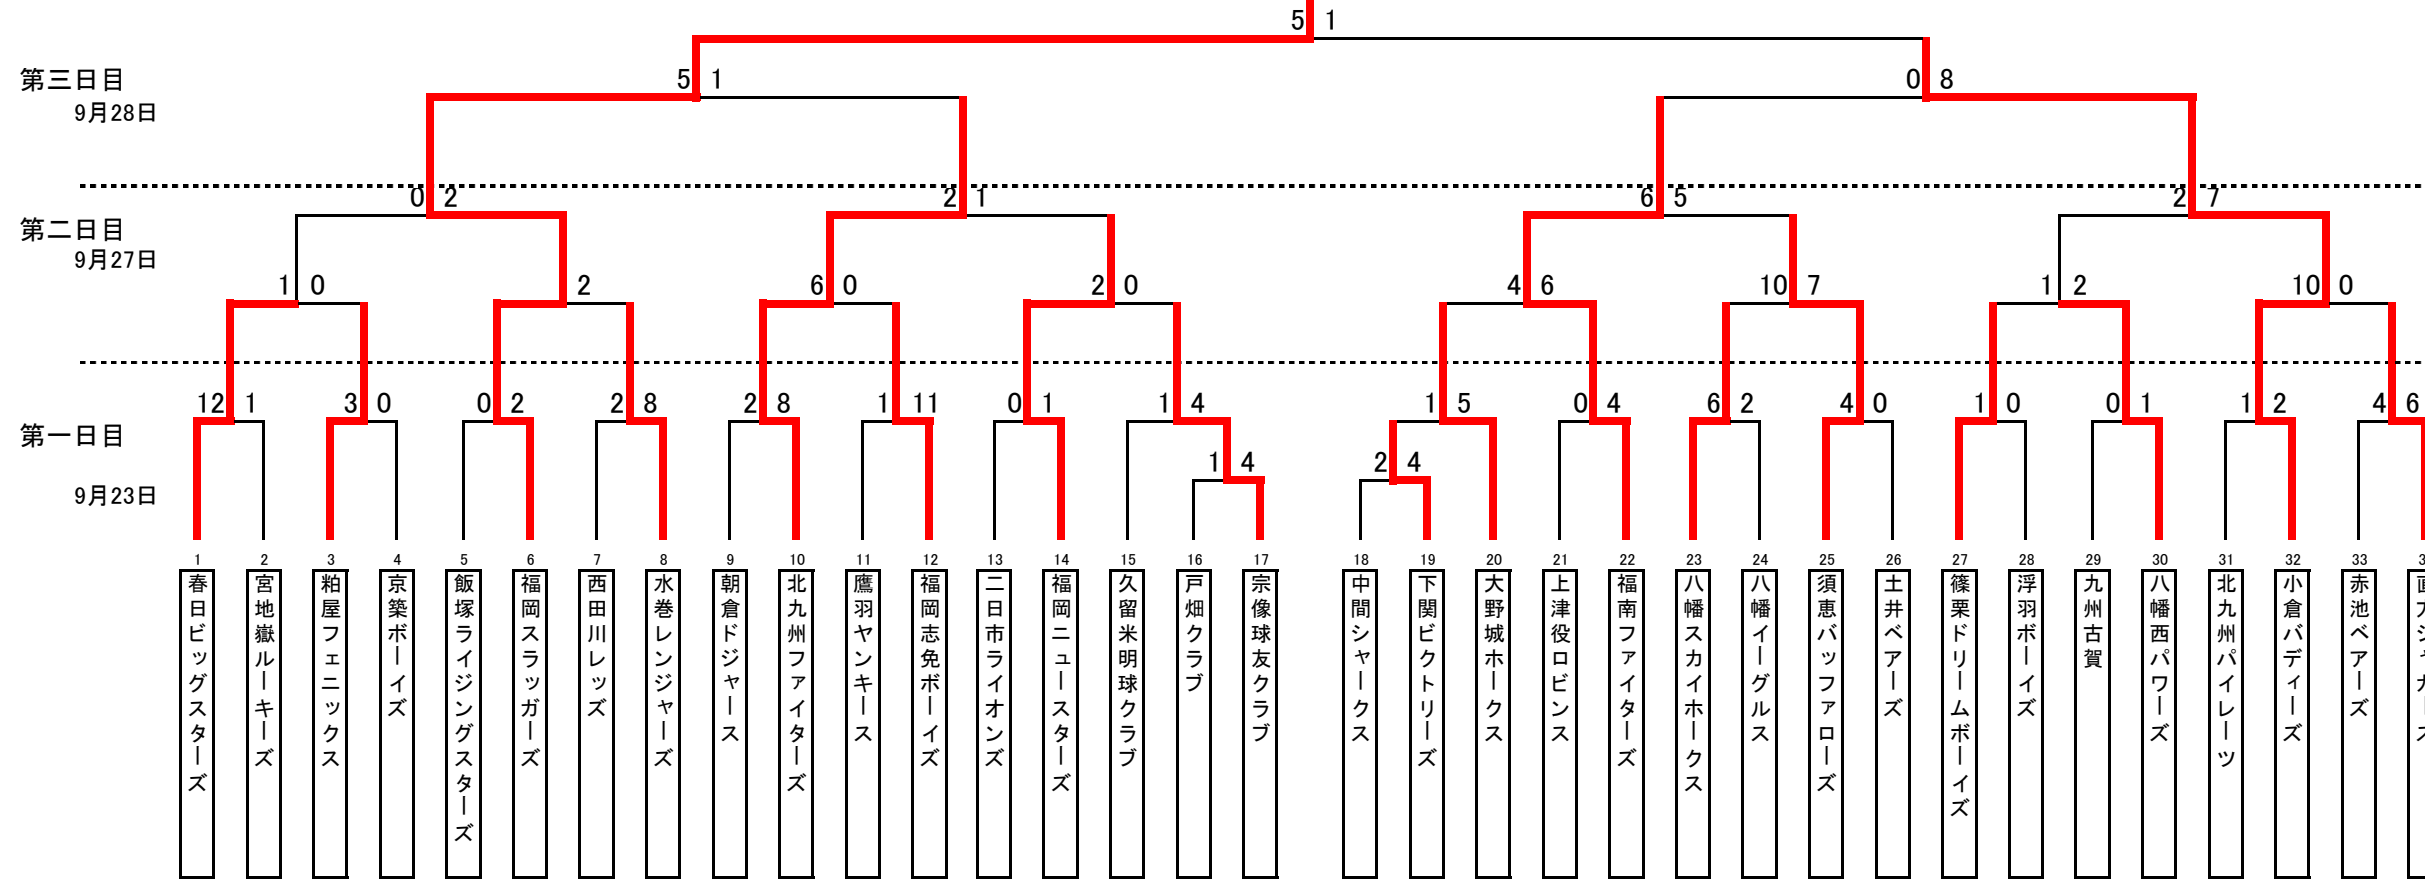 5 1
第三日目
5 1
0 8
9月28日
0 2
2 1
6 5
2 7
第二日目
9月27日
1 0
2
6 0
2 0
4 6
10 7
1 2
10 0
12 1
3 0
0 2
2 8
2 8
1 11
0 1
1 4
1 5
0 4
6 2
4 0
1 0
0 1
1 2
4 6
第一日目
1 4
2 4
9月23日
1
春日ビッグスターズ
2
宮地嶽ルーキーズ
3
粕屋フェニックス
4
京築ボーイズ
5
飯塚ライジングスターズ
6
福岡スラッガーズ
7
西田川レッズ
8
水巻レンジャーズ
9
朝倉ドジャース
10
北九州ファイターズ
11
鷹羽ヤンキース
12
福岡志免ボーイズ
13
二日市ライオンズ
14
福岡ニュースターズ
15
久留米明球クラブ
16
戸畑クラブ
17
宗像球友クラブ
18
中間シャークス
19
下関ビクトリーズ
20
大野城ホークス
21
上津役ロビンス
22
福南ファイターズ
23
八幡スカイホークス
24
八幡イーグルス
25
須恵バッファローズ
26
土井ベアーズ
27
篠栗ドリームボーイズ
28
浮羽ボーイズ
29
九州古賀
30
八幡西パワーズ
31
北九州パイレーツ
32
小倉バディーズ
33
赤池ベアーズ